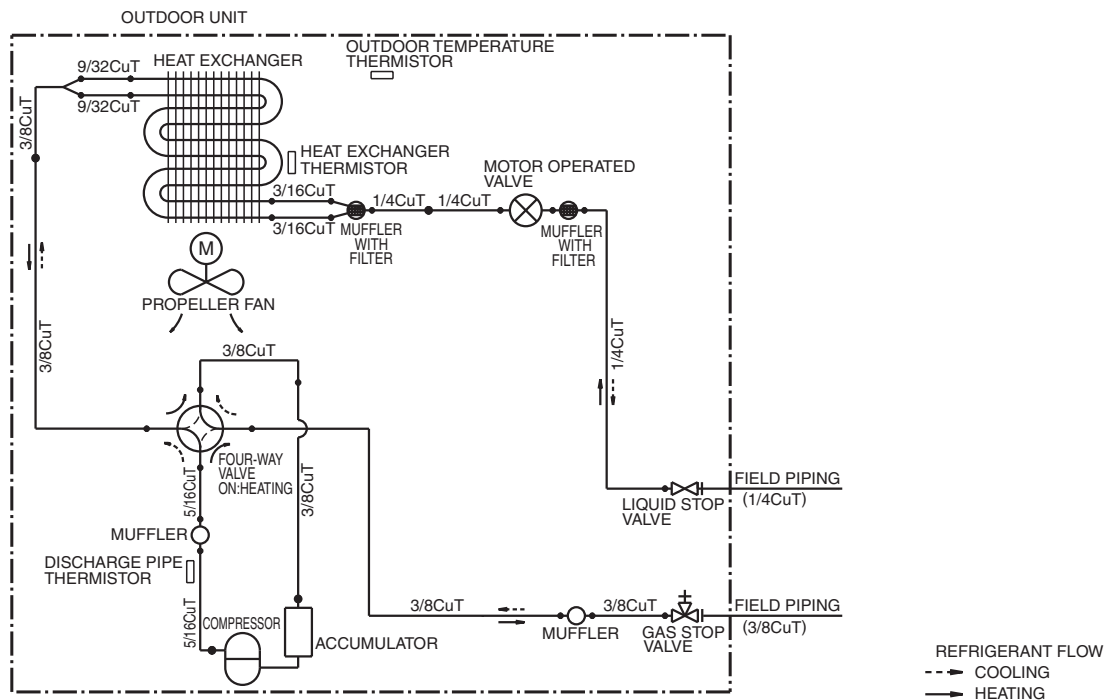 OUTDOOR UNIT
OUTDOOR TEMPERATURE
THERMISTOR
HEAT EXCHANGER
9/32CuT
9/32CuT
3/8CuT
HEAT EXCHANGER
THERMISTOR
MOTOR OPERATED
VALVE
3/16CuT
3/16CuT
1/4CuT
1/4CuT
MUFFLER
WITH
FILTER
MUFFLER
WITH
FILTER
M
PROPELLER FAN
3/8CuT
3/8CuT
1/4CuT
FOUR-WAY
VALVE
ON:HEATING
5/16CuT
3/8CuT
MUFFLER
DISCHARGE PIPE
THERMISTOR
5/16CuT
COMPRESSOR
ACCUMULATOR
LIQUID STOP
VALVE
FIELD PIPING
(1/4CuT)
3/8CuT
MUFFLER
3/8CuT
GAS STOP
VALVE
FIELD PIPING
(3/8CuT)
REFRIGERANT FLOW
COOLING
HEATING